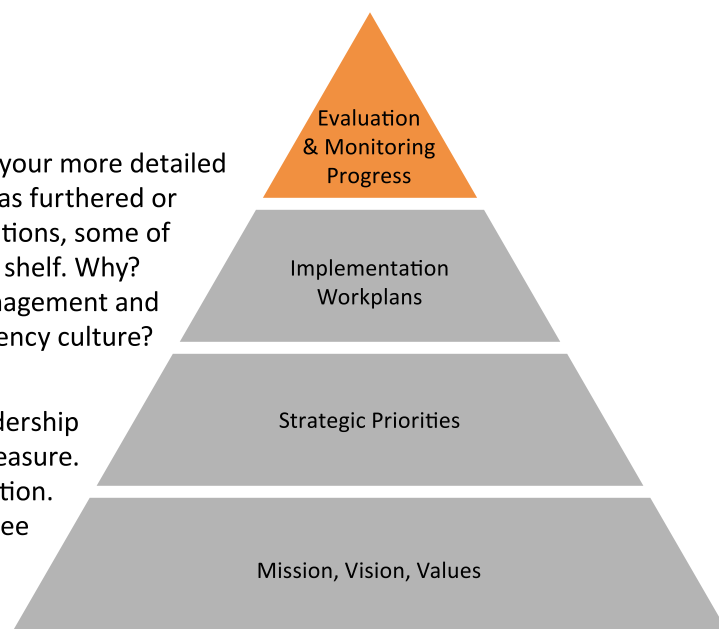 your more detailed
as furthered or
tions, some of
shelf. Why?
nagement and
ency culture?
dership
easure.
tion.
ee
Evaluation
& Monitoring
Progress
Implementation
Workplans
Strategic Priorities
Mission, Vision, Values